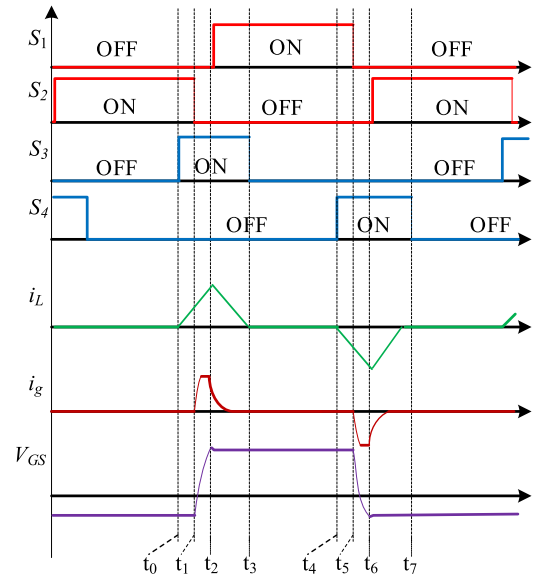 S1 OFF ON OFF
S2 ON OFF ON
S3 OFF ON OFF
S4 OFF ON OFF
iL
ig
VGS
t0 t1 t2 t3 t4 t5 t6 t7